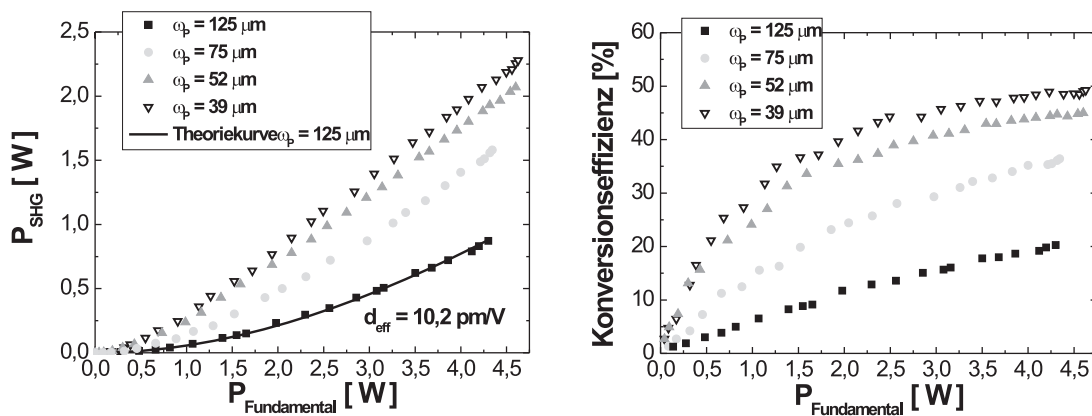 ω_P = 125 μm
ω_P = 75 μm
ω_P = 52 μm
ω_P = 39 μm
Theoriekurveω_P = 125 μm
2,5
2,0
1,5
1,0
0,5
0,0
P_SHG [ W ]
d_eff = 10,2 pm/V
0,0 0,5 1,0 1,5 2,0 2,5 3,0 3,5 4,0 4,5
P_Fundamental [ W ]
ω_P = 125 μm
ω_P = 75 μm
ω_P = 52 μm
ω_P = 39 μm
60
50
40
30
20
10
0
Konversionseffizienz [%]
0,0 0,5 1,0 1,5 2,0 2,5 3,0 3,5 4,0 4,5
P_Fundamental [ W ]